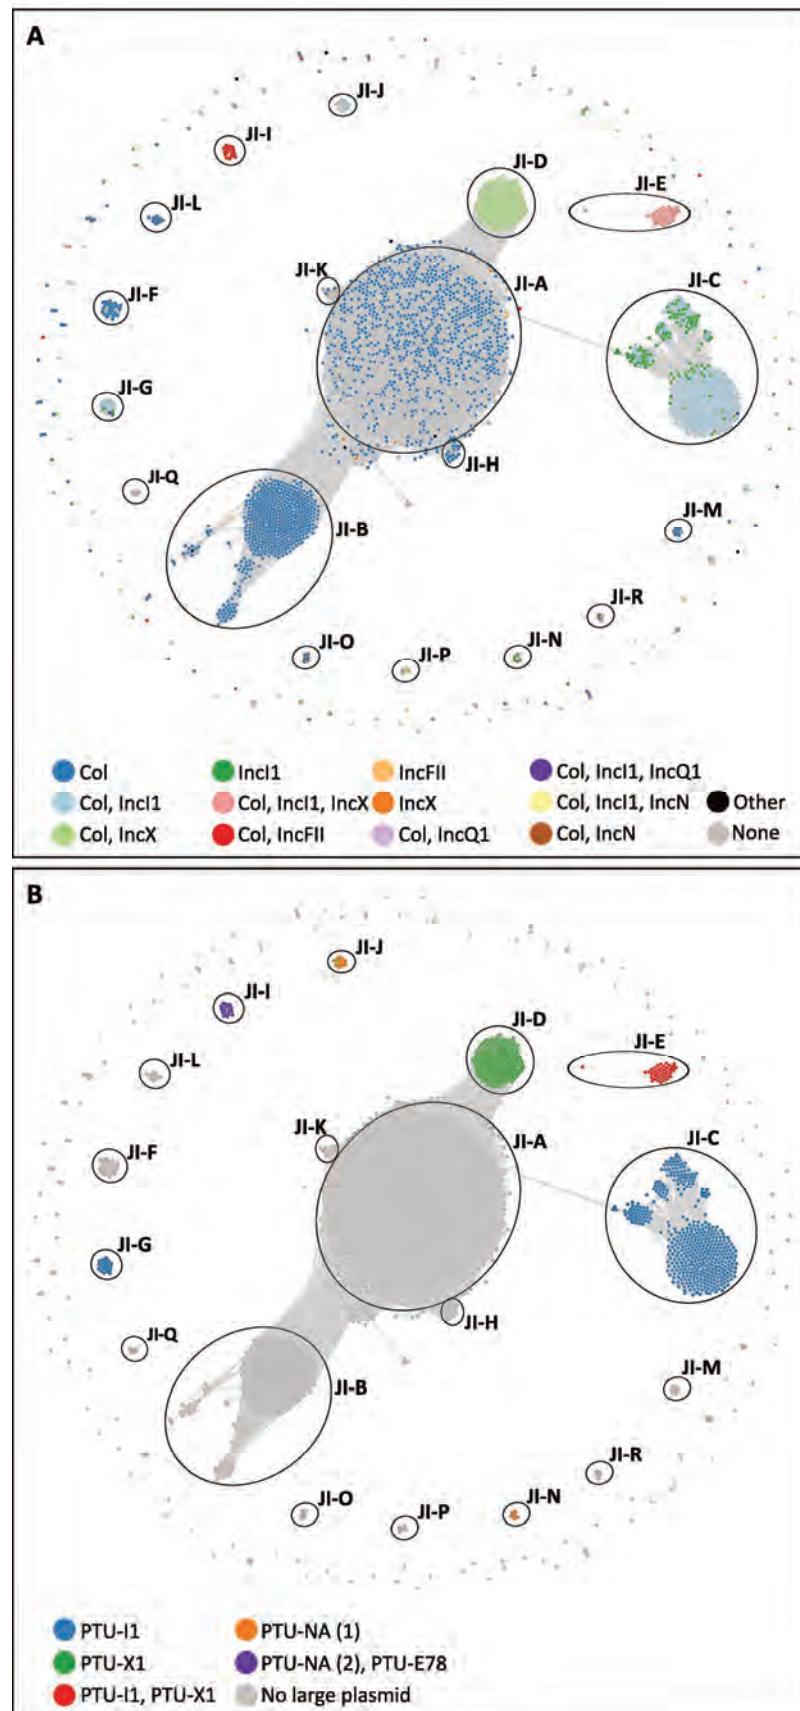 A
JI-J
JI-I
JI-D
JI-E
JI-L
JI-K
JI-A
JI-C
JI-F
JI-G
JI-H
JI-Q
JI-B
JI-M
JI-R
JI-O
JI-P
JI-N
Col
IncI1
IncFII
Col, IncI1, IncQ1
Col, IncI1
Col, IncI1, IncX
IncX
Col, IncI1, IncN
Other
Col, IncX
Col, IncFII
Col, IncQ1
Col, IncN
None
B
JI-J
JI-I
JI-D
JI-E
JI-L
JI-K
JI-A
JI-C
JI-F
JI-G
JI-H
JI-Q
JI-B
JI-M
JI-R
JI-O
JI-P
JI-N
PTU-I1
PTU-NA (1)
PTU-X1
PTU-NA (2), PTU-E78
PTU-I1, PTU-X1
No large plasmid